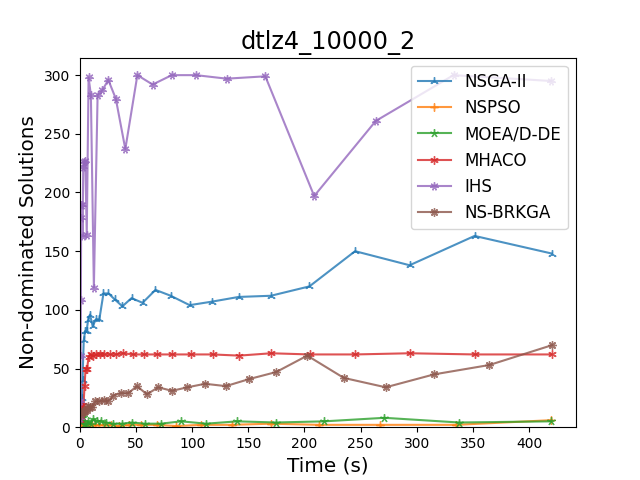 dtlz4_10000_2
Non-dominated Solutions
300
250
200
150
100
50
0
0 50 100 150 200 250 300 350 400
Time (s)
NSGA-II
NSPSO
MOEA/D-DE
MHACO
IHS
NS-BRKGA